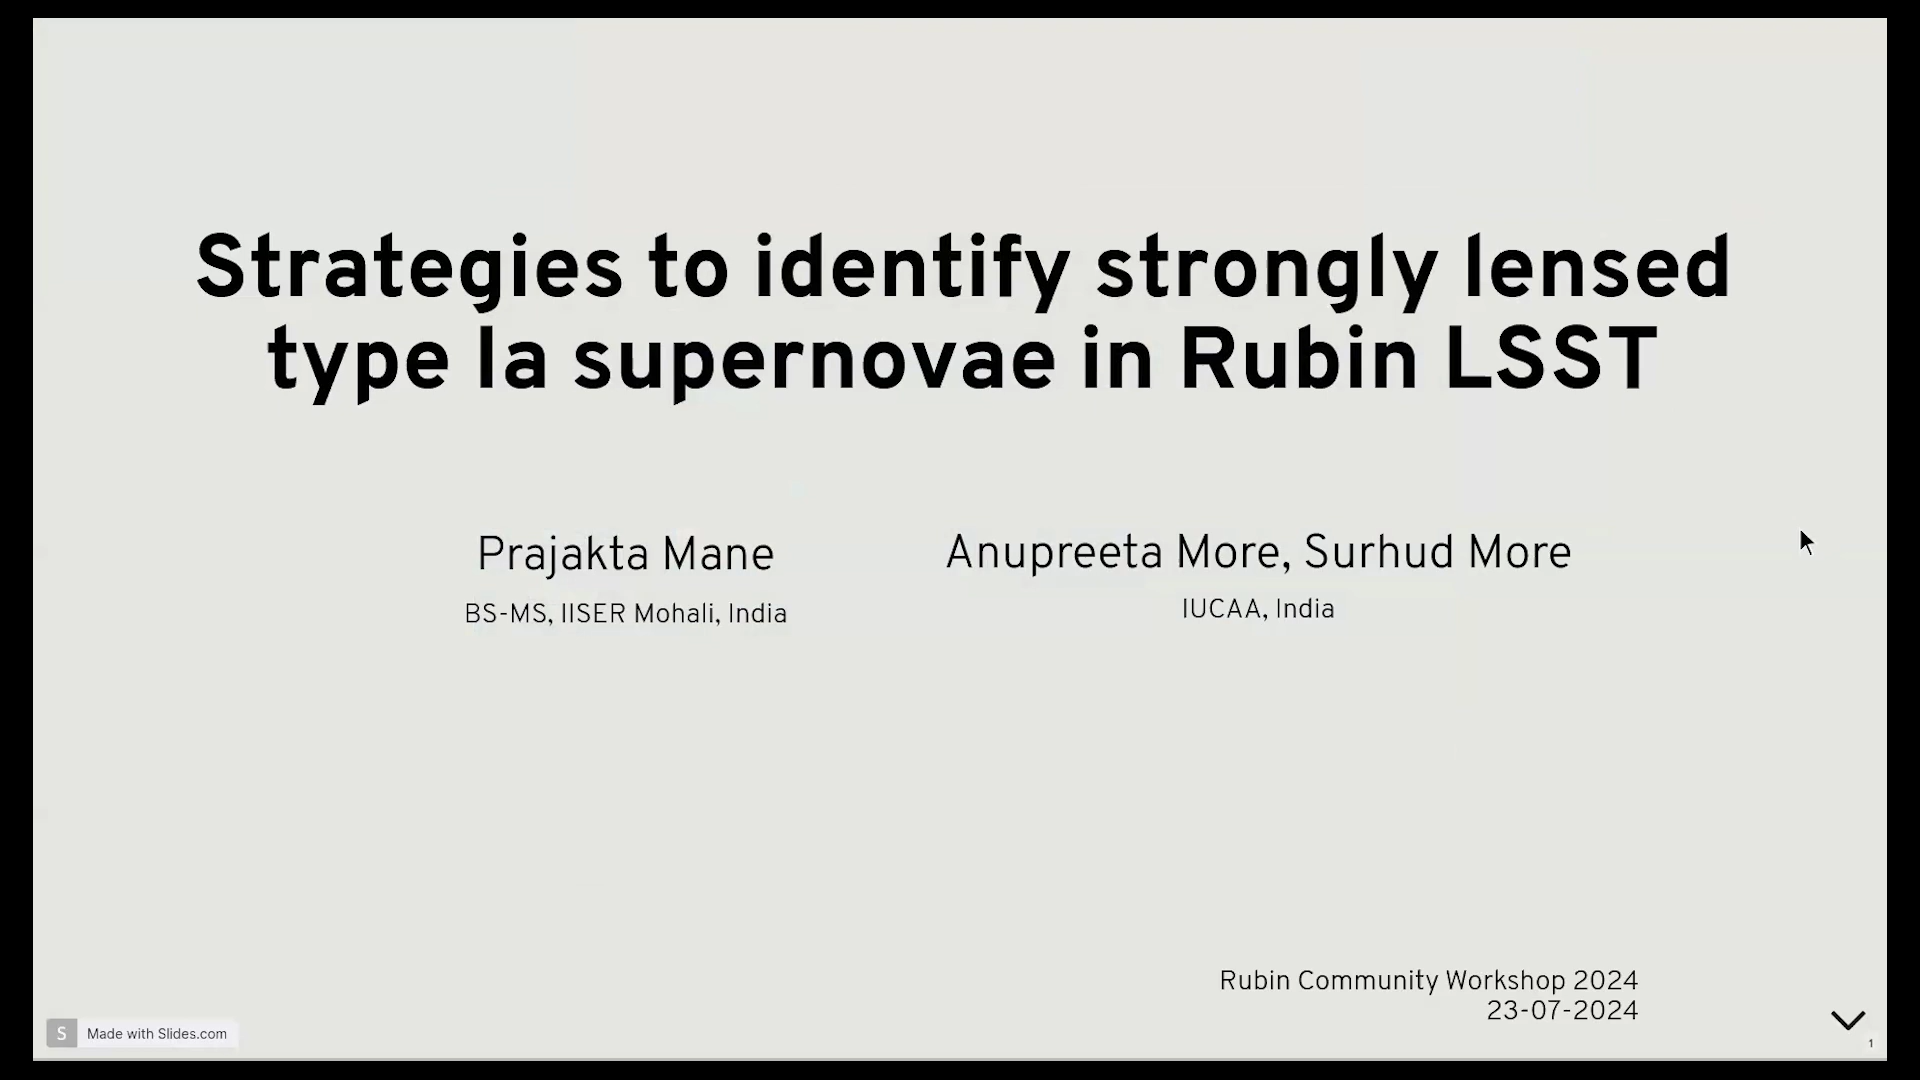 Strategies to identify strongly lensed
type Ia supernovae in Rubin LSST
Prajakta Mane
BS-MS, IISER Mohali, India
Anupreeta More, Surhud More
IUCAA, India
Rubin Community Workshop 2024
23-07-2024
S Made with Slides.com
1